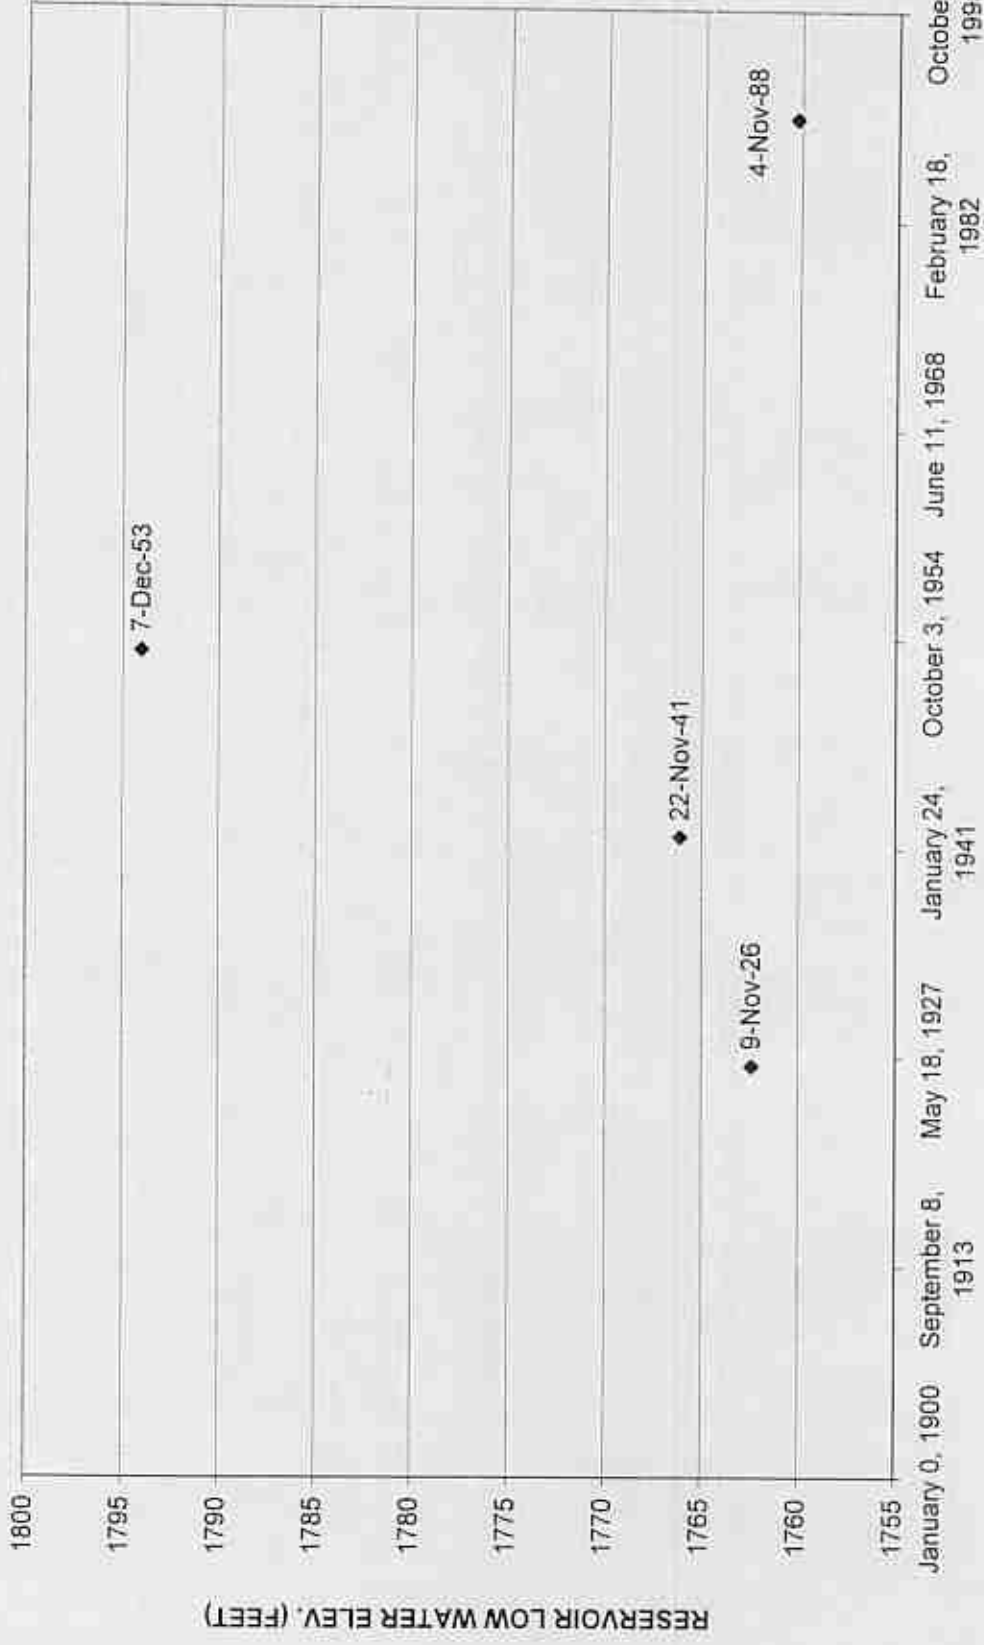 RESERVOIR LOW WATER ELEV. (FEET)
1800
1795
1790
1785
1780
1775
1770
1765
1760
1755
7-Dec-53
22-Nov-41
9-Nov-26
4-Nov-88
January 0, 1900
September 8,
1913
May 18, 1927
January 24,
1941
October 3, 1954
June 11, 1968
February 18,
1982